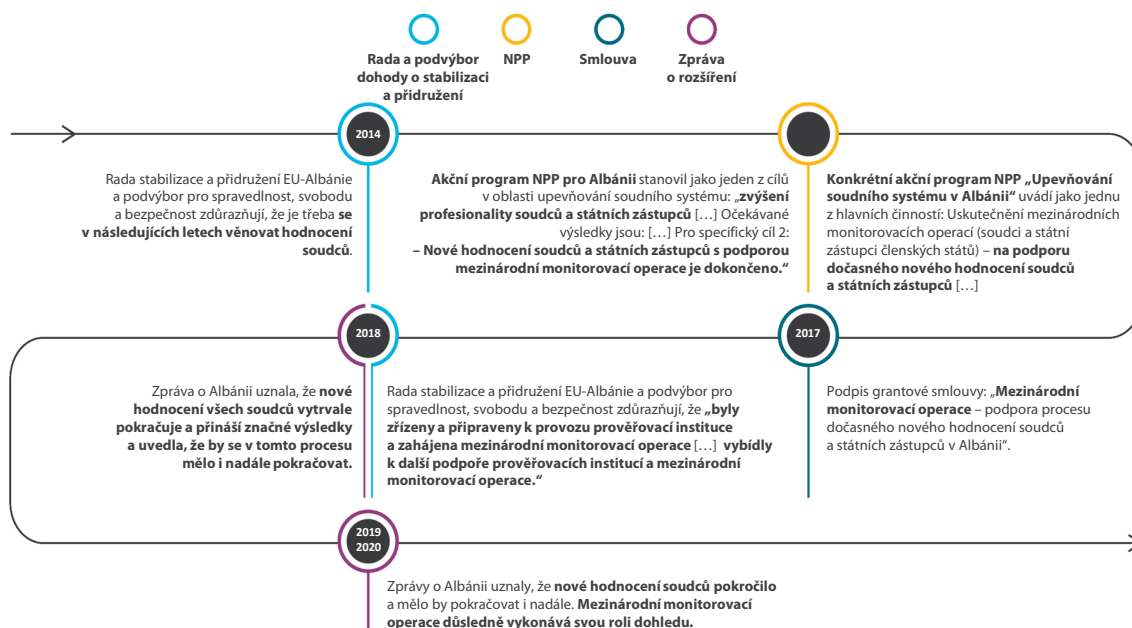 Rada a podvýbor
dohody o stabilizaci
a přidružení
NPP
Smlouva
Zpráva
o rozšíření
2014
Rada stabilizace a přidružení EU-Albánie
a podvýbor pro spravedlnost, svobodu
a bezpečnost zdůrazňují, že je třeba se
v následujících letech věnovat hodnocení
soudců.
Akční program NPP pro Albánii stanovil jako jeden z cílů
v oblasti upevňování soudního systému: „zvýšení
profesionality soudců a státních zástupců […] Očekávané
výsledky jsou: […] Pro specifický cíl 2:
– Nové hodnocení soudců a státních zástupců s podporou
mezinárodní monitorovací operace je dokončeno.“
Konkrétní akční program NPP „Upevňování
soudního systému v Albánii“ uvádí jako jednu
z hlavních činností: Uskutečnění mezinárodních
monitorovacích operací (soudci a státní
zástupci členských států) – na podporu
dočasného nového hodnocení soudců
a státních zástupců […]
2018
2017
Zpráva o Albánii uznala, že nové
hodnocení všech soudců vytrvale
pokračuje a přináší značné výsledky
a uvedla, že by se v tomto procesu
mělo i nadále pokračovat.
Rada stabilizace a přidružení EU-Albánie a podvýbor pro
spravedlnost, svobodu a bezpečnost zdůrazňují, že „byly
zřízeny a připraveny k provozu prověřovací instituce
a zahájena mezinárodní monitorovací operace […] vybídly
k další podpoře prověřovacích institucí a mezinárodní
monitorovací operace.“
Podpis grantové smlouvy: „Mezinárodní
monitorovací operace – podpora procesu
dočasného nového hodnocení soudců
a státních zástupců v Albánii“.
2019
2020
Zprávy o Albánii uznaly, že nové hodnocení soudců pokročilo
a mělo by pokračovat i nadále. Mezinárodní monitorovací
operace důsledně vykonává svou roli dohledu.